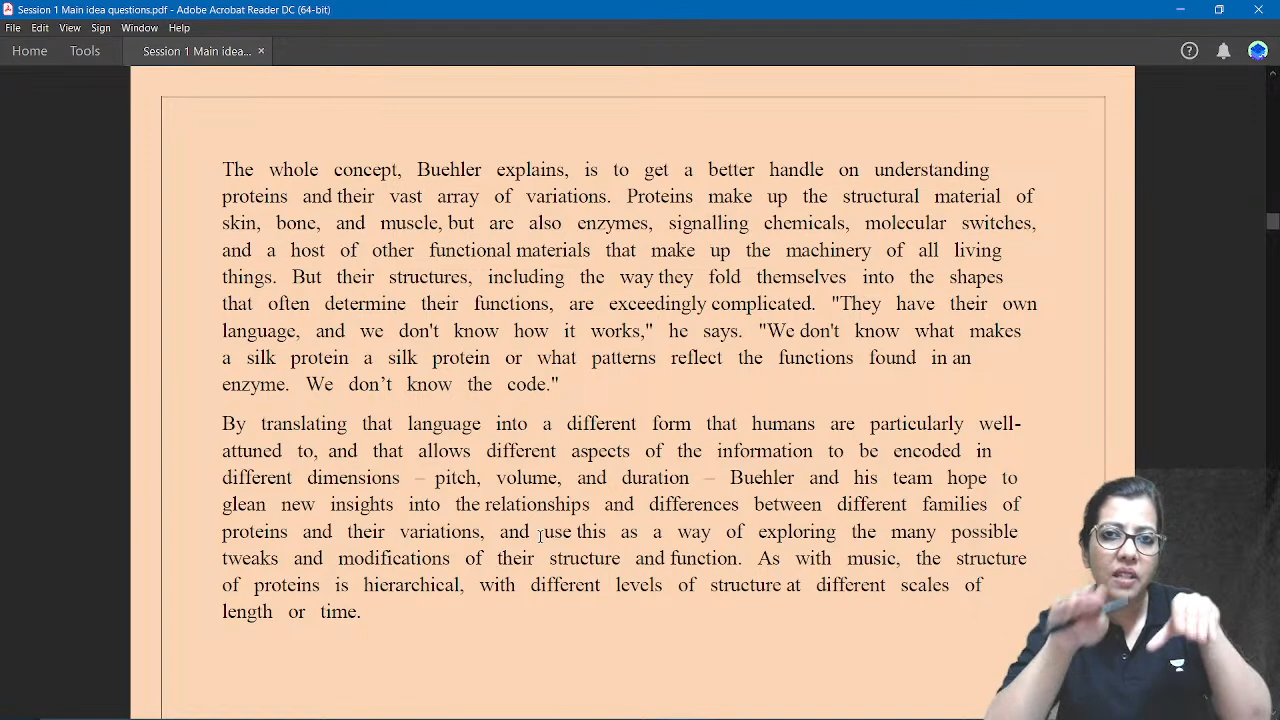 Session 1 Main idea questions.pdf - Adobe Acrobat Reader DC (64-bit)
File Edit View Sign Window Help
Home Tools Session 1 Main idea... ×
The whole concept, Buehler explains, is to get a better handle on understanding
proteins and their vast array of variations. Proteins make up the structural material of
skin, bone, and muscle, but are also enzymes, signalling chemicals, molecular switches,
and a host of other functional materials that make up the machinery of all living
things. But their structures, including the way they fold themselves into the shapes
that often determine their functions, are exceedingly complicated. "They have their own
language, and we don't know how it works," he says. "We don't know what makes
a silk protein a silk protein or what patterns reflect the functions found in an
enzyme. We don’t know the code."
By translating that language into a different form that humans are particularly well-
attuned to, and that allows different aspects of the information to be encoded in
different dimensions – pitch, volume, and duration – Buehler and his team hope to
glean new insights into the relationships and differences between different families of
proteins and their variations, and use this as a way of exploring the many possible
tweaks and modifications of their structure and function. As with music, the structure
of proteins is hierarchical, with different levels of structure at different scales of
length or time.